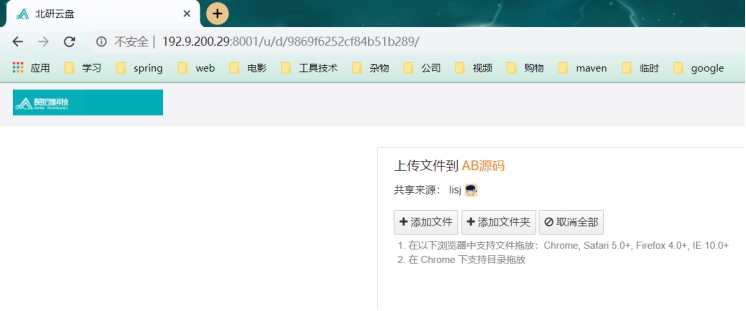 北研云盘
不安全 | 192.9.200.29:8001/u/d/9869f6252cf84b51b289/
应用 学习 spring web 电影 工具技术 杂物 公司 视频 购物 maven 临时 google
上传文件到 AB源码
共享来源： lisj
添加文件 添加文件夹 取消全部
1. 在以下浏览器中支持文件拖放：Chrome, Safari 5.0+, Firefox 4.0+, IE 10.0+
2. 在 Chrome 下支持目录拖放